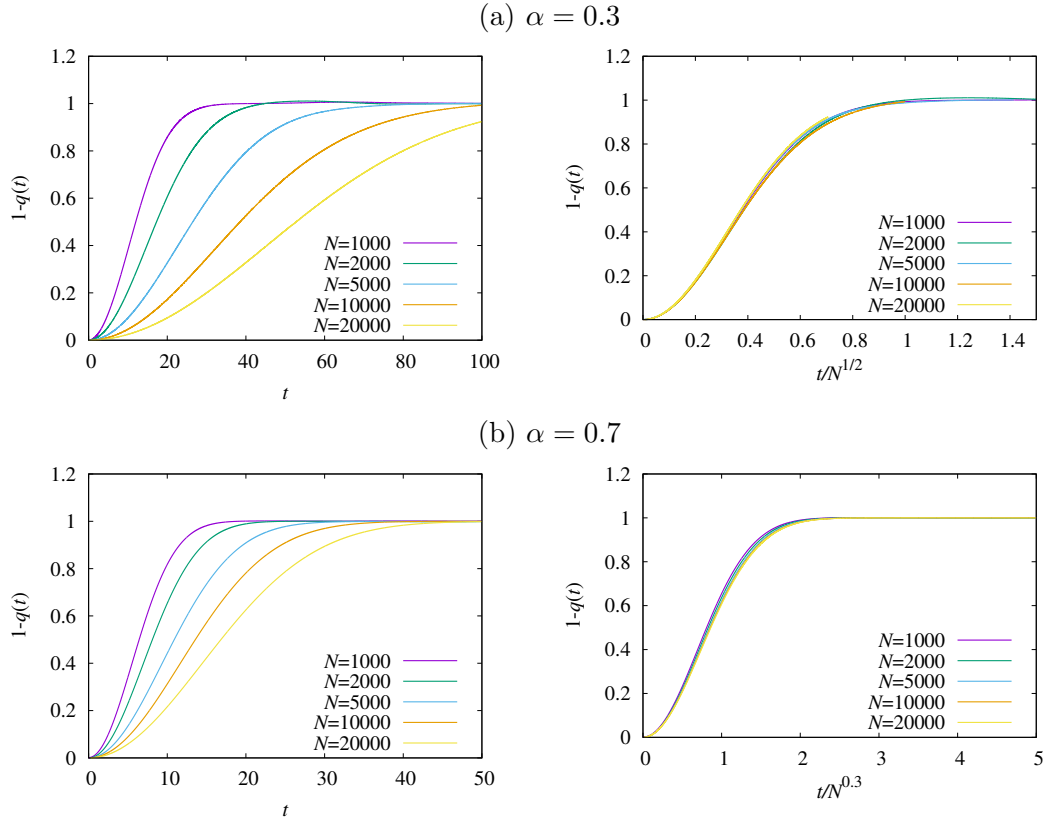 (a) α = 0.3
1-q(t)
1.2
1
0.8
0.6
0.4
0.2
0
N=1000
N=2000
N=5000
N=10000
N=20000
0 20 40 60 80 100
t
1-q(t)
1.2
1
0.8
0.6
0.4
0.2
0
N=1000
N=2000
N=5000
N=10000
N=20000
0 0.2 0.4 0.6 0.8 1 1.2 1.4
t/N^{1/2}
(b) α = 0.7
1-q(t)
1.2
1
0.8
0.6
0.4
0.2
0
N=1000
N=2000
N=5000
N=10000
N=20000
0 10 20 30 40 50
t
1-q(t)
1.2
1
0.8
0.6
0.4
0.2
0
N=1000
N=2000
N=5000
N=10000
N=20000
0 1 2 3 4 5
t/N^{0.3}